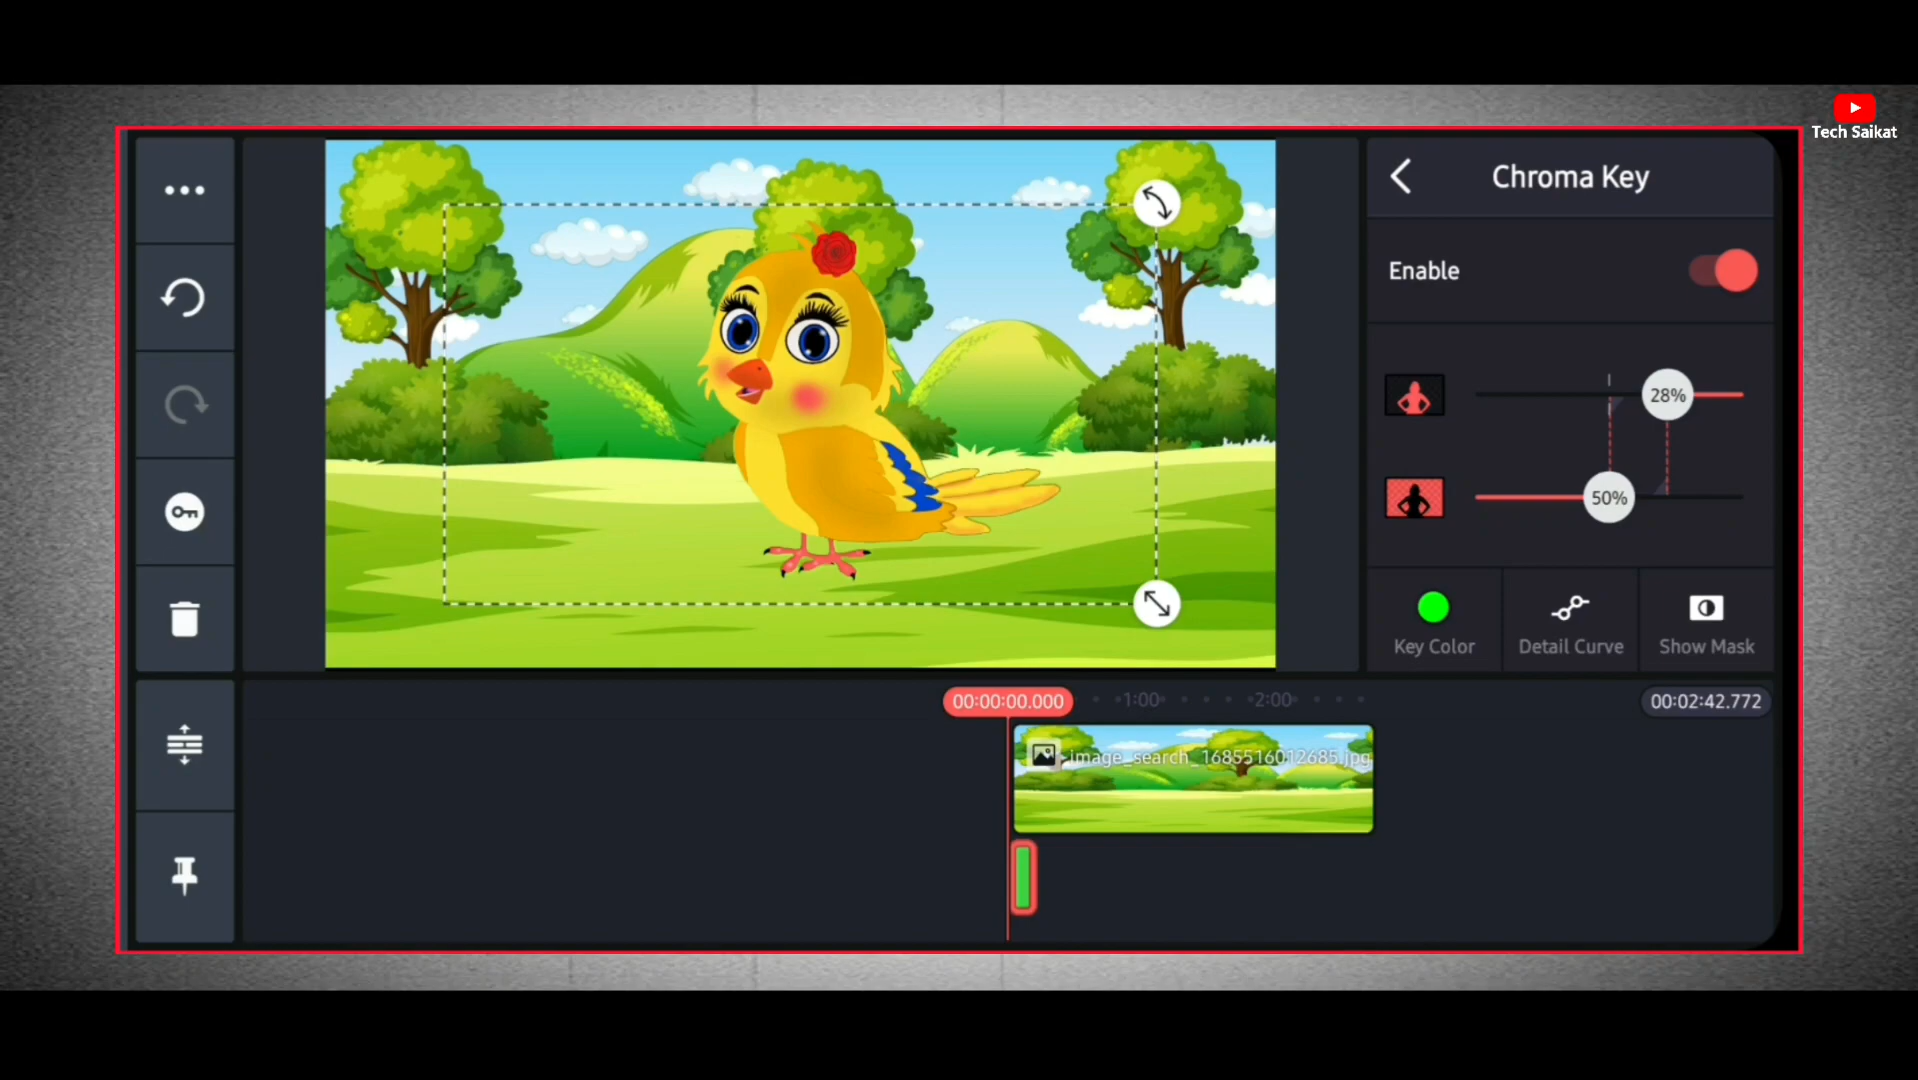 Tech Saikat
Chroma Key
Enable
28%
50%
Key Color
Detail Curve
Show Mask
00:00:00.000
1:00
2:00
00:02:42.772
image_search_1685516012685.jpg